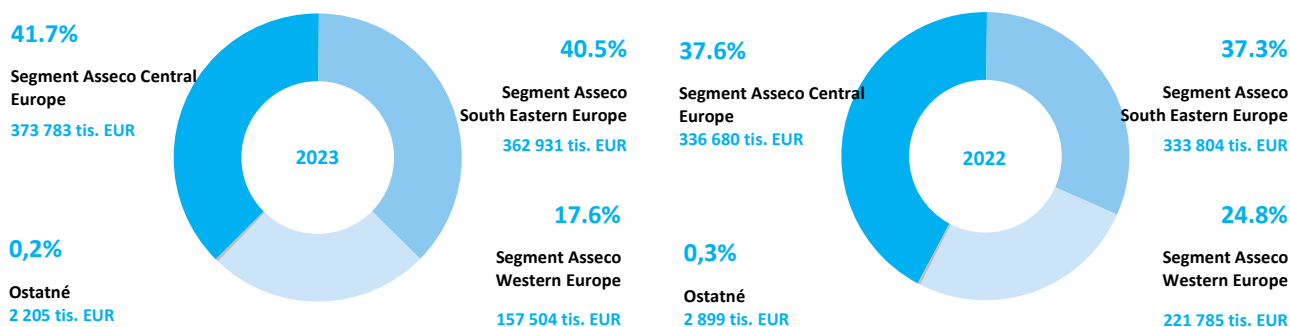 41.7%
Segment Asseco Central
Europe
373 783 tis. EUR
0,2%
Ostatné
2 205 tis. EUR
2023
40.5%
Segment Asseco
South Eastern Europe
362 931 tis. EUR
17.6%
Segment Asseco
Western Europe
157 504 tis. EUR
37.6%
Segment Asseco Central
Europe
336 680 tis. EUR
0,3%
Ostatné
2 899 tis. EUR
2022
37.3%
Segment Asseco
South Eastern Europe
333 804 tis. EUR
24.8%
Segment Asseco
Western Europe
221 785 tis. EUR